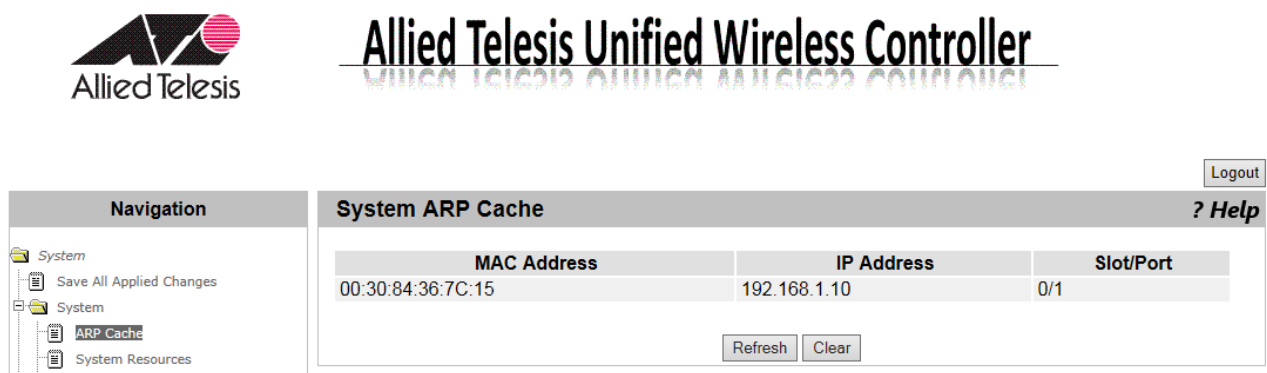 Allied Telesis
Allied Telesis Unified Wireless Controller
Logout
Navigation
System
Save All Applied Changes
System
ARP Cache
System Resources
System ARP Cache
? Help
MAC Address IP Address Slot/Port
00:30:84:36:7C:15 192.168.1.10 0/1
Refresh Clear